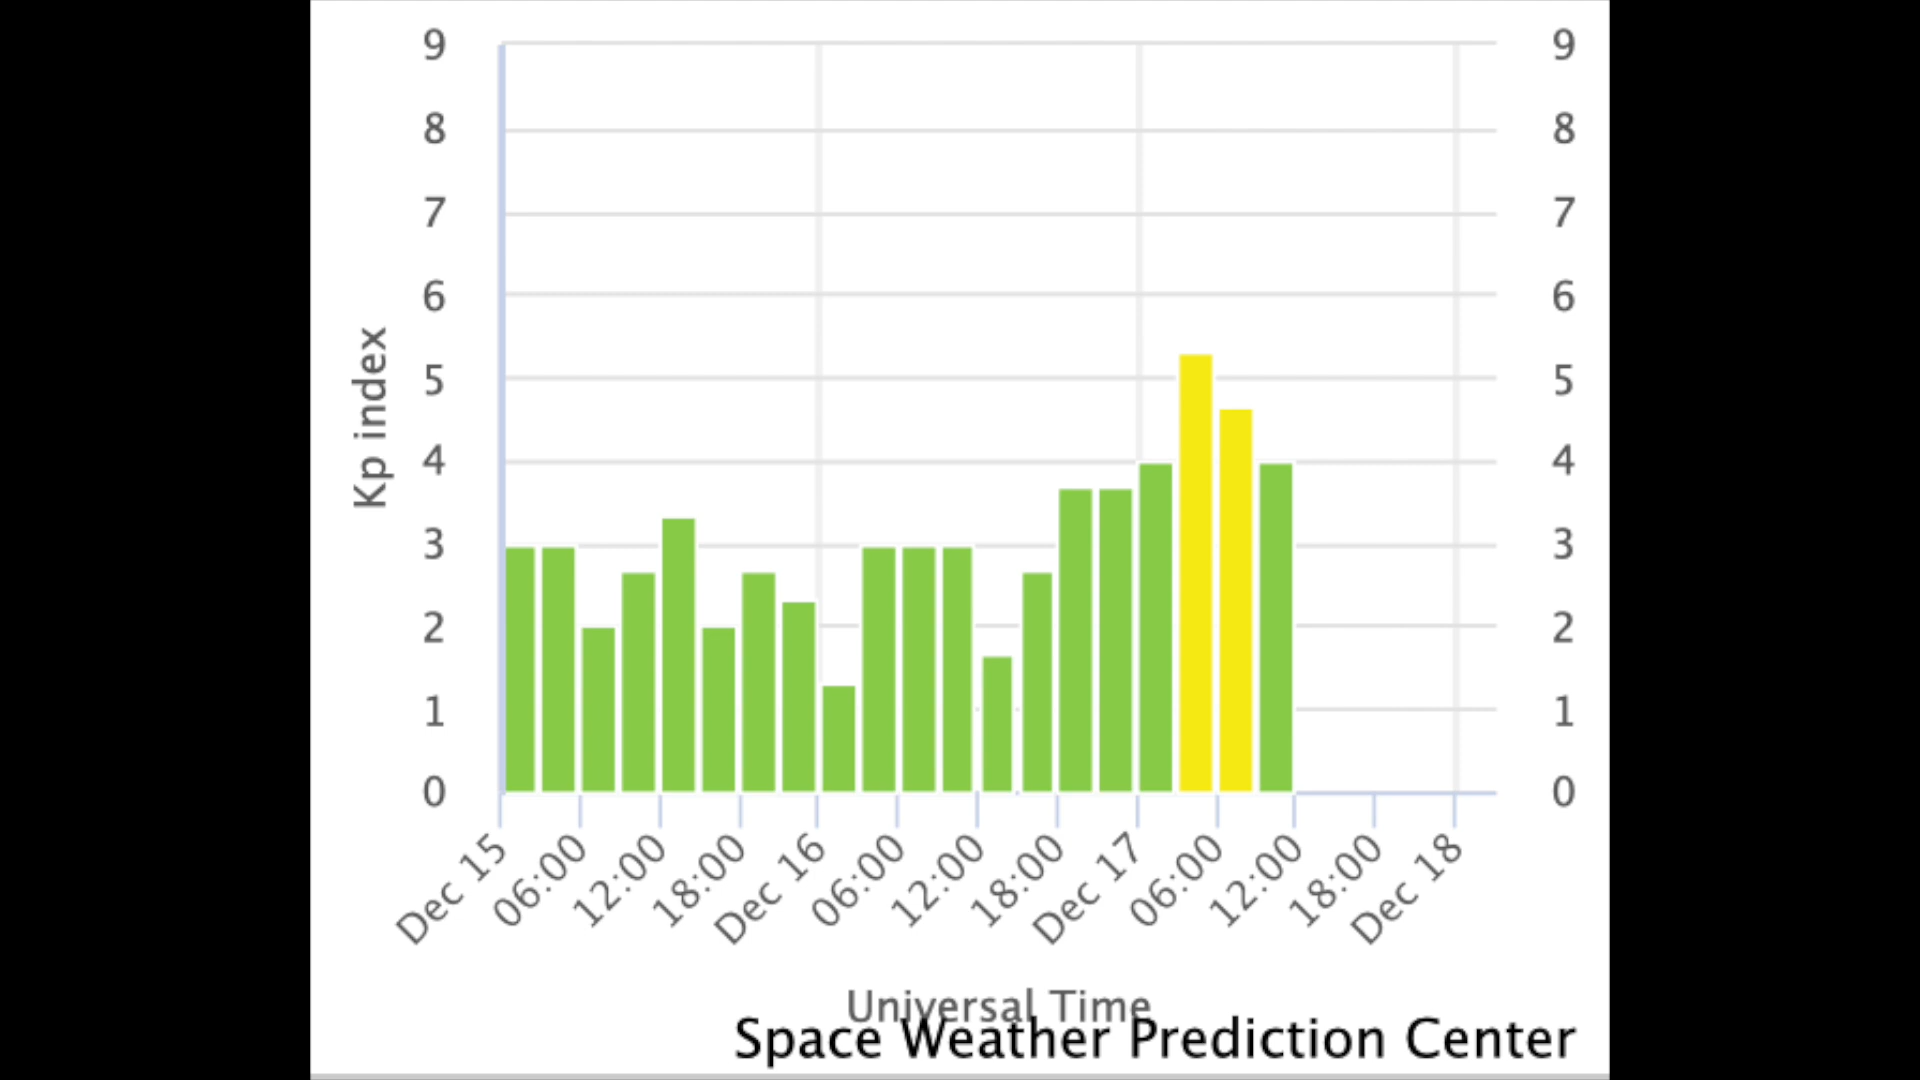 9 9
8 8
7 7
6 6
5 5
4 4
3 3
2 2
1 1
0 0
Kp index
Dec 15 06:00 12:00 18:00 Dec 16 06:00 12:00 18:00 Dec 17 06:00 12:00 18:00 Dec 18
Universal Time
Space Weather Prediction Center